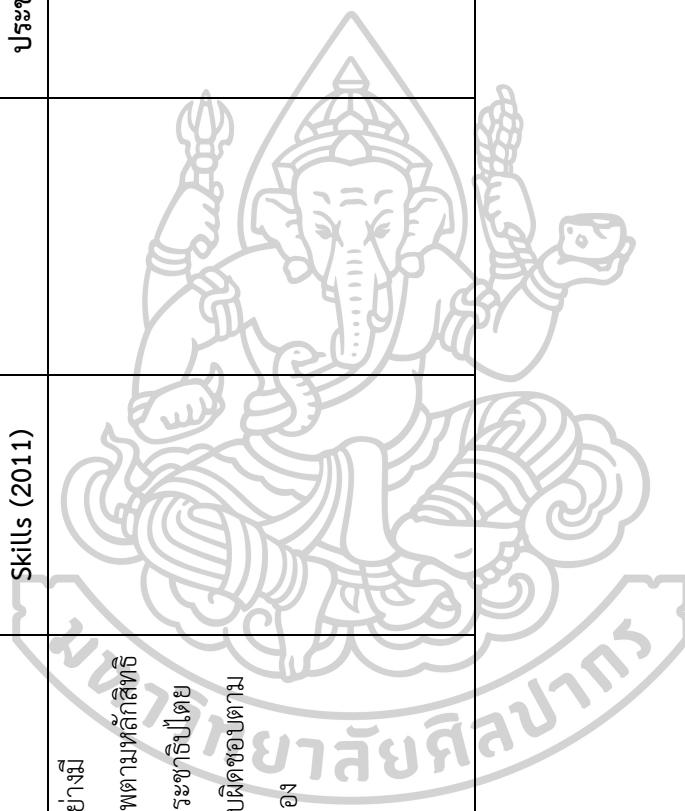 ประช
Skills (2011)
ย่างมี
พตามหลักสิทธิ
ระชาธิปไตย
บผิดชอบตาม
อง
มหาวิทยาลัยศิลปากร